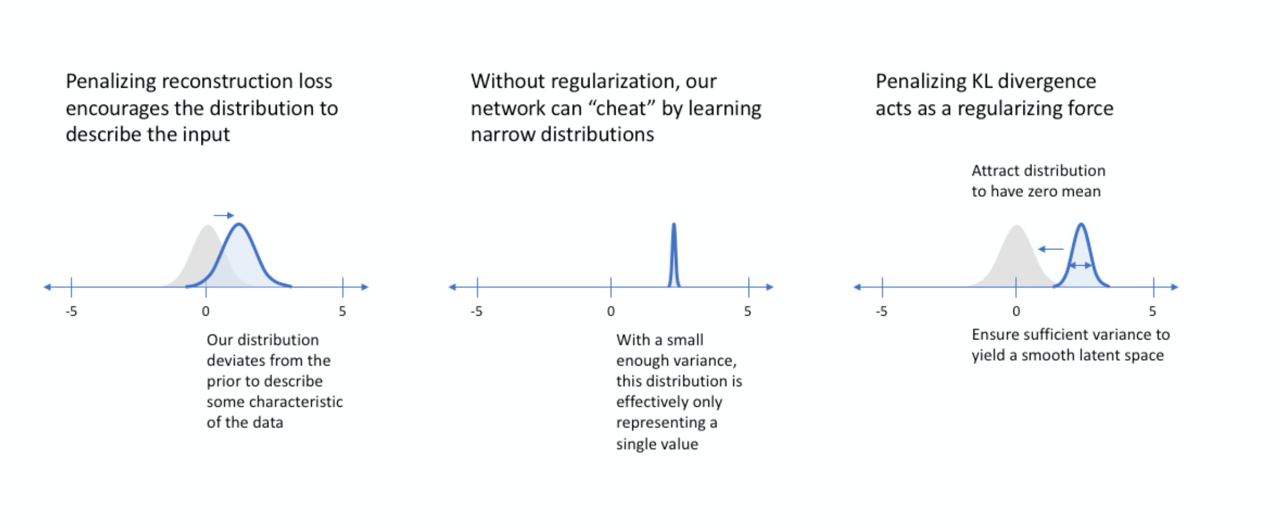 Penalizing reconstruction loss
encourages the distribution to
describe the input
-5
0
5
Our distribution
deviates from the
prior to describe
some characteristic
of the data
Without regularization, our
network can “cheat” by learning
narrow distributions
-5
0
5
With a small
enough variance,
this distribution is
effectively only
representing a
single value
Penalizing KL divergence
acts as a regularizing force
Attract distribution
to have zero mean
-5
0
5
Ensure sufficient variance to
yield a smooth latent space